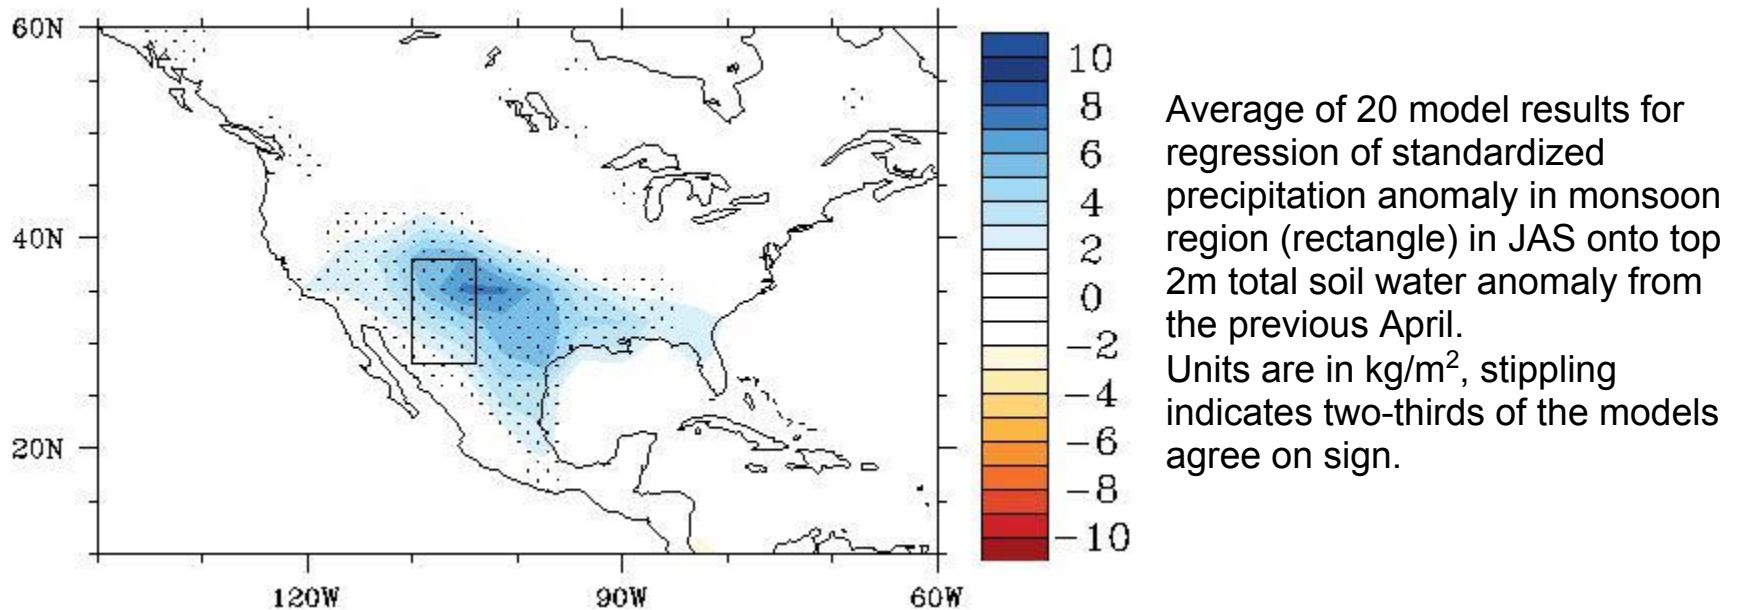 60N
40N
20N
120W
90W
60W
10
8
6
4
2
0
-2
-4
-6
-8
-10
Average of 20 model results for
regression of standardized
precipitation anomaly in monsoon
region (rectangle) in JAS onto top
2m total soil water anomaly from
the previous April.
Units are in kg/m², stippling
indicates two-thirds of the models
agree on sign.